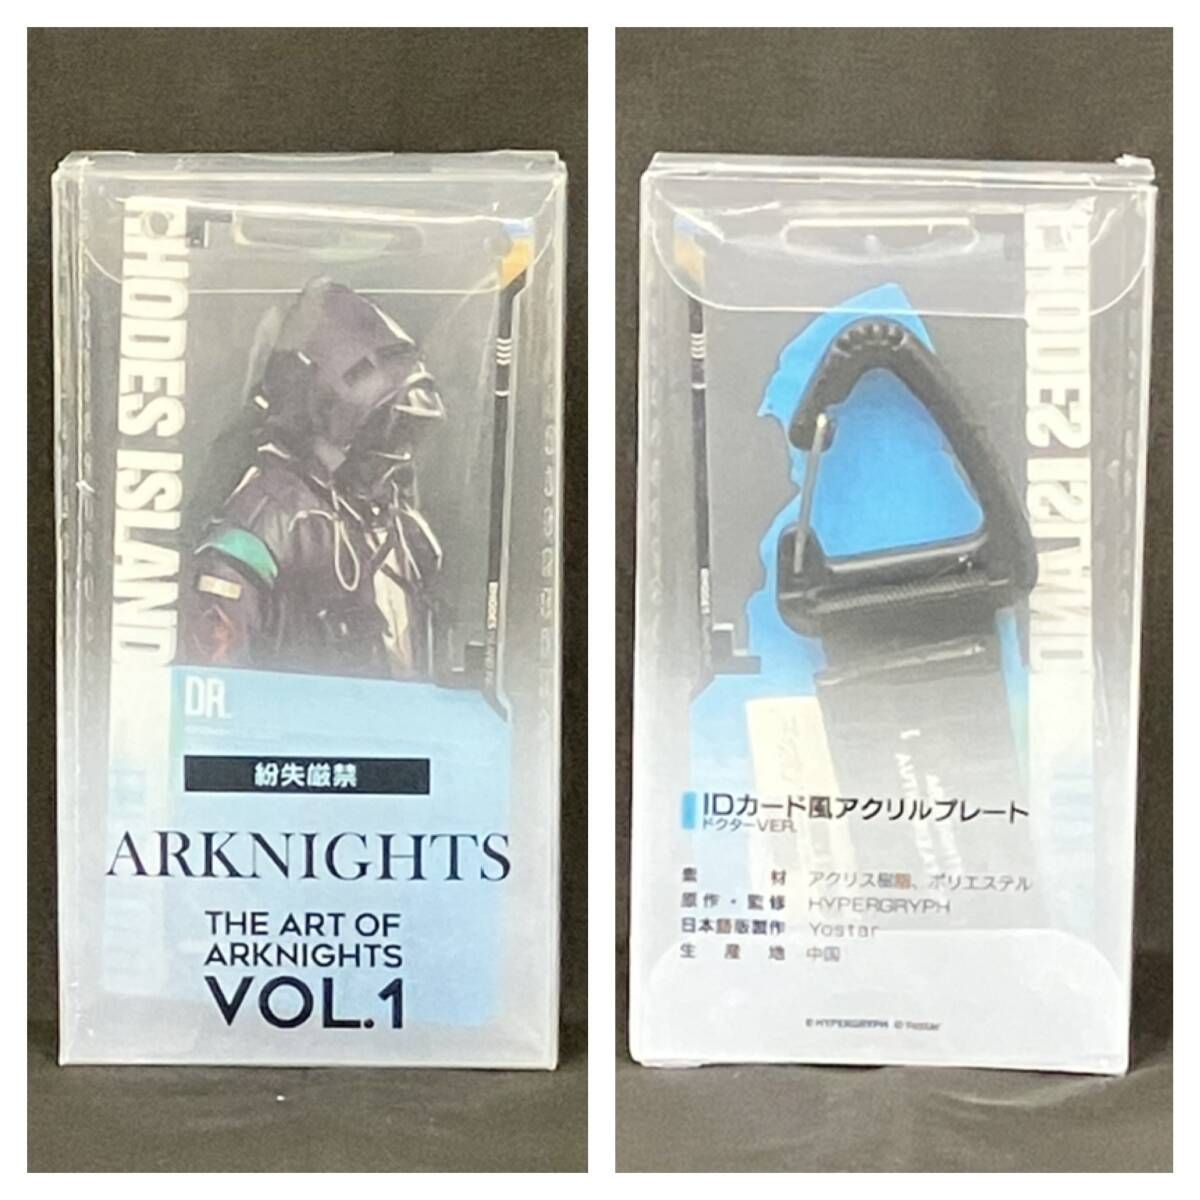 RHODES ISLAND
DR.
紛失厳禁
ARKNIGHTS
THE ART OF
ARKNIGHTS
VOL.1
RHODES ISLAND
IDカード風アクリルプレート
ドクターVER.
素材 アクリス樹脂、ポリエステル
原作・監修 HYPERGRYPH
日本語版製作 Yostar
生産地 中国
© HYPERGRYPH © Yostar